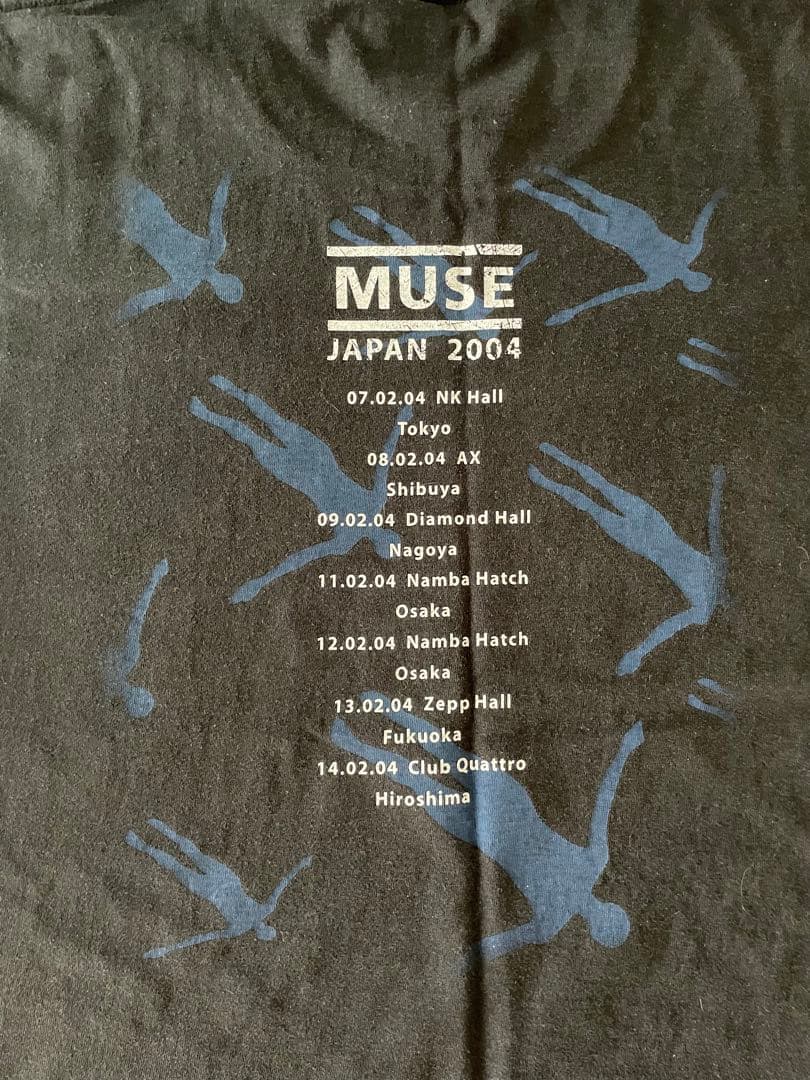 MUSE
JAPAN 2004
07.02.04 NK Hall
Tokyo
08.02.04 AX
Shibuya
09.02.04 Diamond Hall
Nagoya
11.02.04 Namba Hatch
Osaka
12.02.04 Namba Hatch
Osaka
13.02.04 Zepp Hall
Fukuoka
14.02.04 Club Quattro
Hiroshima